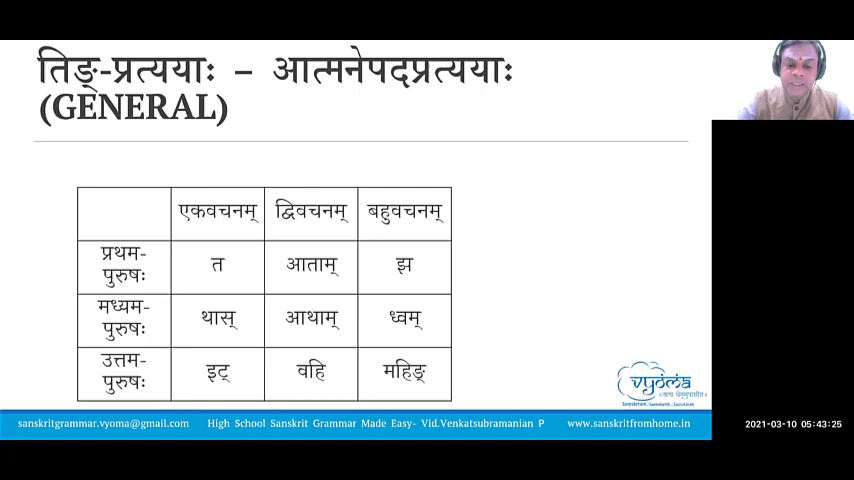 तिङ्-प्रत्ययाः – आत्मनेपदप्रत्ययाः
(GENERAL)
एकवचनम् द्विवचनम् बहुवचनम्
प्रथम-
पुरुषः त आताम् झ
मध्यम-
पुरुषः थास् आथाम् ध्वम्
उत्तम-
पुरुषः इट् वहि महिङ्
vyoma
sanskritgrammar.vyoma@gmail.com High School Sanskrit Grammar Made Easy- Vid.Venkatsubramanian P www.sanskritfromhome.in
2021-03-10 05:43:25